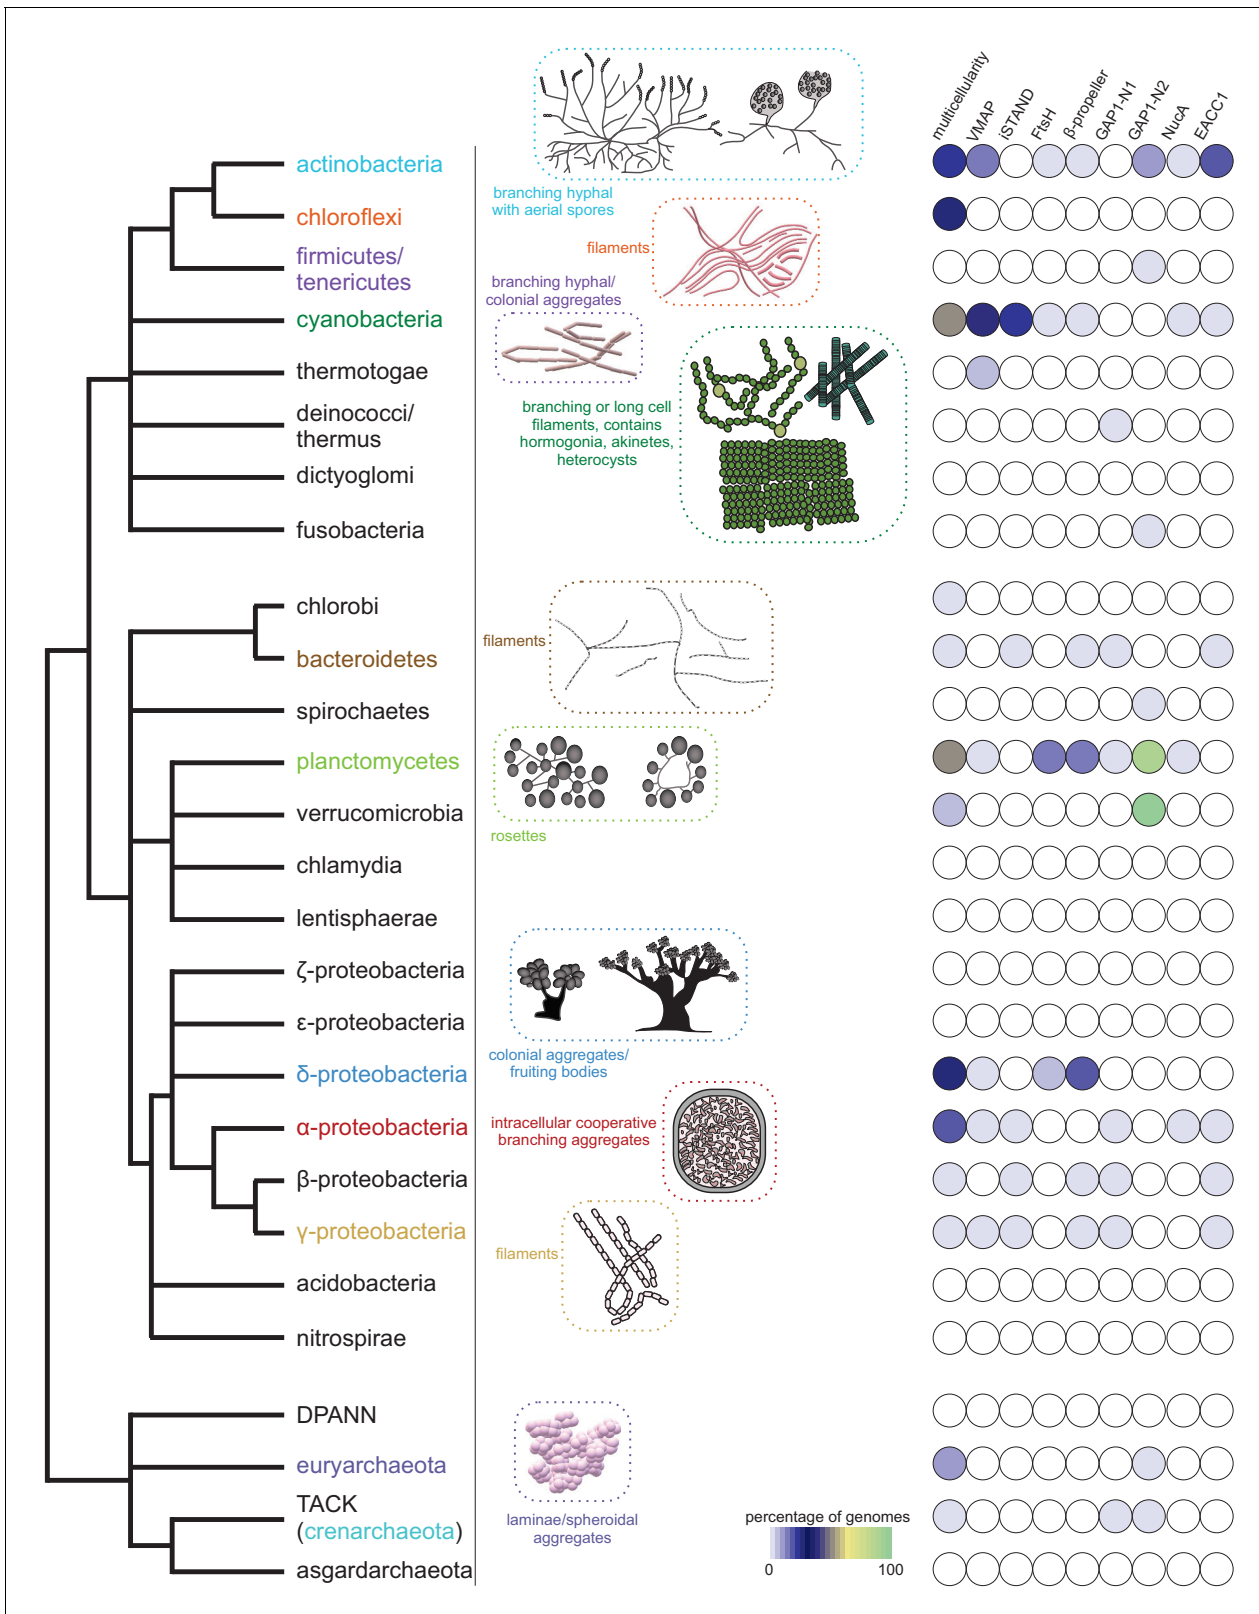 multicellularity
VMAP
iSTAND
FtsH
β-propeller
GAP1-N1
GAP1-N2
NucA
EACC1
actinobacteria
branching hyphal
with aerial spores
chloroflexi
filaments
firmicutes/
tenericutes
branching hyphal/
colonial aggregates
cyanobacteria
thermotogae
deinococci/
thermus
branching or long cell
filaments, contains
hormogonia, akinetes,
heterocysts
dictyoglomi
fusobacteria
chlorobi
bacteroidetes
filaments
spirochaetes
planctomycetes
verrucomicrobia
rosettes
chlamydia
lentisphaerae
ζ-proteobacteria
ε-proteobacteria
δ-proteobacteria
colonial aggregates/
fruiting bodies
α-proteobacteria
intracellular cooperative
branching aggregates
β-proteobacteria
γ-proteobacteria
filaments
acidobacteria
nitrospirae
DPANN
euryarchaeota
TACK
(crenarchaeota)
laminae/spheroidal
aggregates
asgardarchaeota
percentage of genomes
0 100